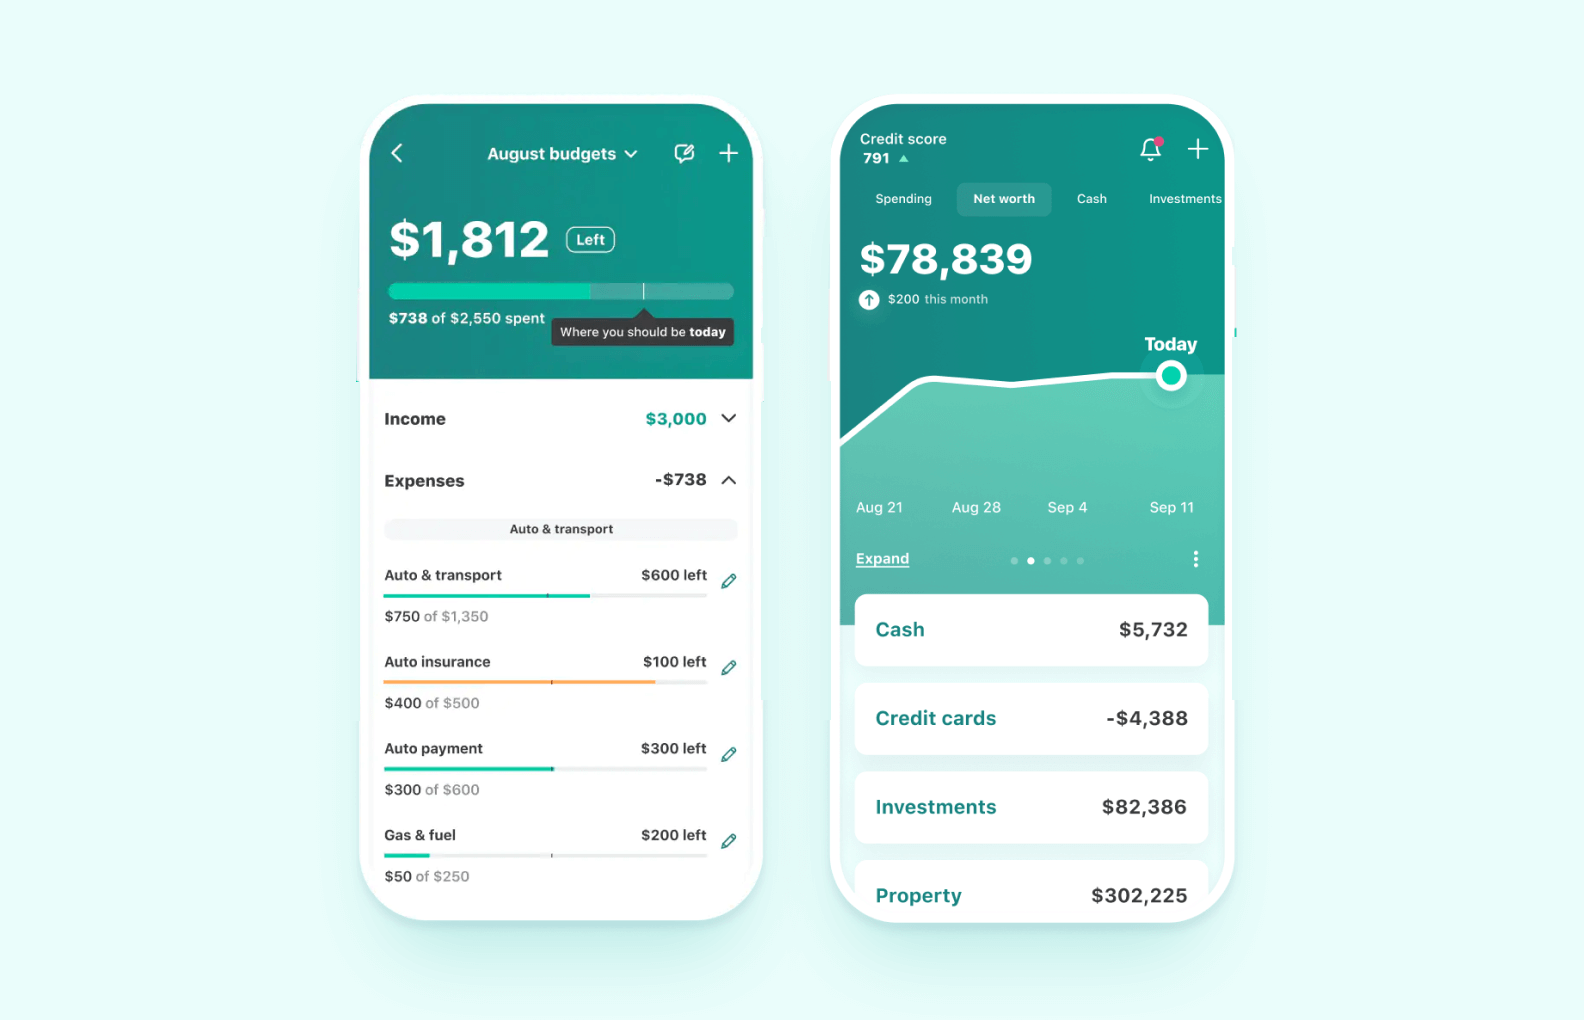 August budgets
$1,812 Left
$738 of $2,550 spent
Where you should be today
Income $3,000
Expenses -$738
Auto & transport
Auto & transport $600 left
$750 of $1,350
Auto insurance $100 left
$400 of $500
Auto payment $300 left
$300 of $600
Gas & fuel $200 left
$50 of $250
Credit score
791
Spending Net worth Cash Investments
$78,839
$200 this month
Today
Aug 21 Aug 28 Sep 4 Sep 11
Expand
Cash $5,732
Credit cards -$4,388
Investments $82,386
Property $302,225